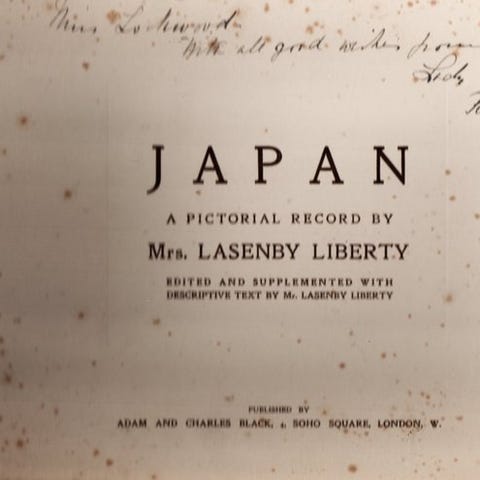 Miss Lockwood
With all good wishes from
Lady
JAPAN
A PICTORIAL RECORD BY
Mrs. LASENBY LIBERTY
EDITED AND SUPPLEMENTED WITH
DESCRIPTIVE TEXT BY Mr. LASENBY LIBERTY
PUBLISHED BY
ADAM AND CHARLES BLACK, 4, SOHO SQUARE, LONDON, W.